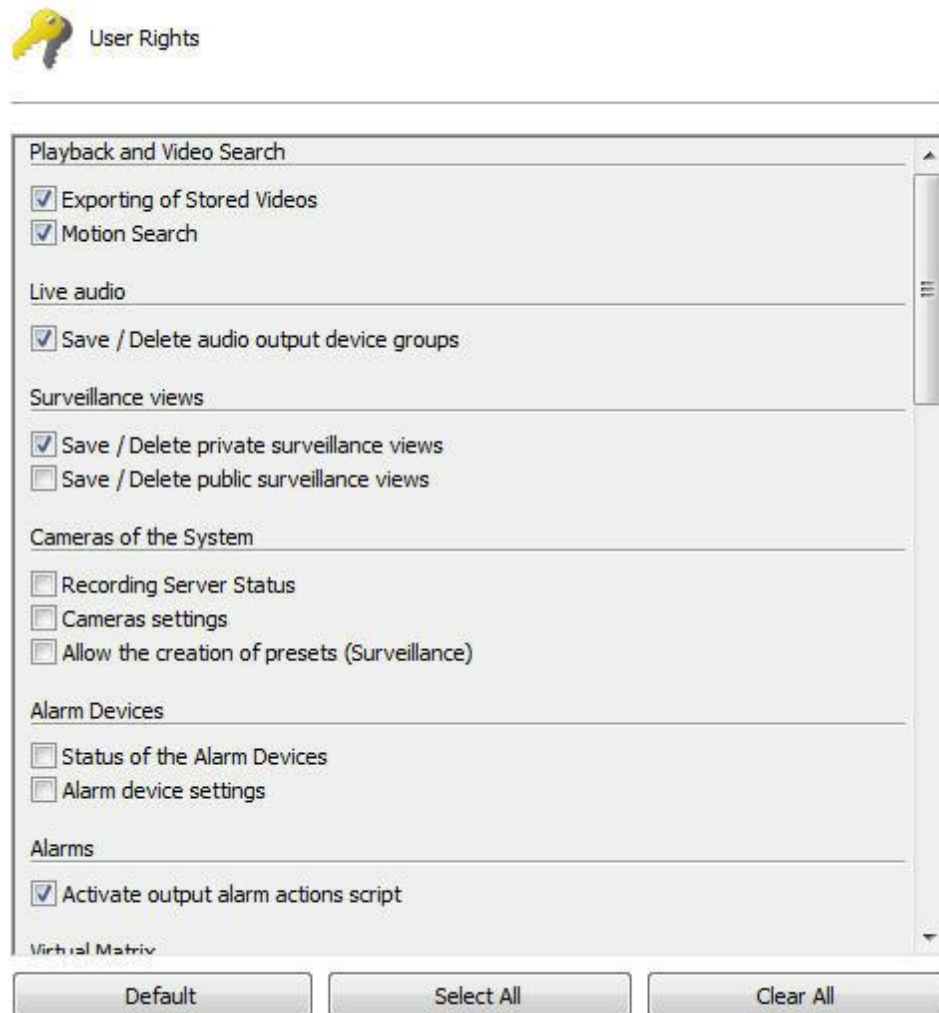 User Rights
Playback and Video Search
Exporting of Stored Videos
Motion Search
Live audio
Save / Delete audio output device groups
Surveillance views
Save / Delete private surveillance views
Save / Delete public surveillance views
Cameras of the System
Recording Server Status
Cameras settings
Allow the creation of presets (Surveillance)
Alarm Devices
Status of the Alarm Devices
Alarm device settings
Alarms
Activate output alarm actions script
Virtual Matrix
Default
Select All
Clear All